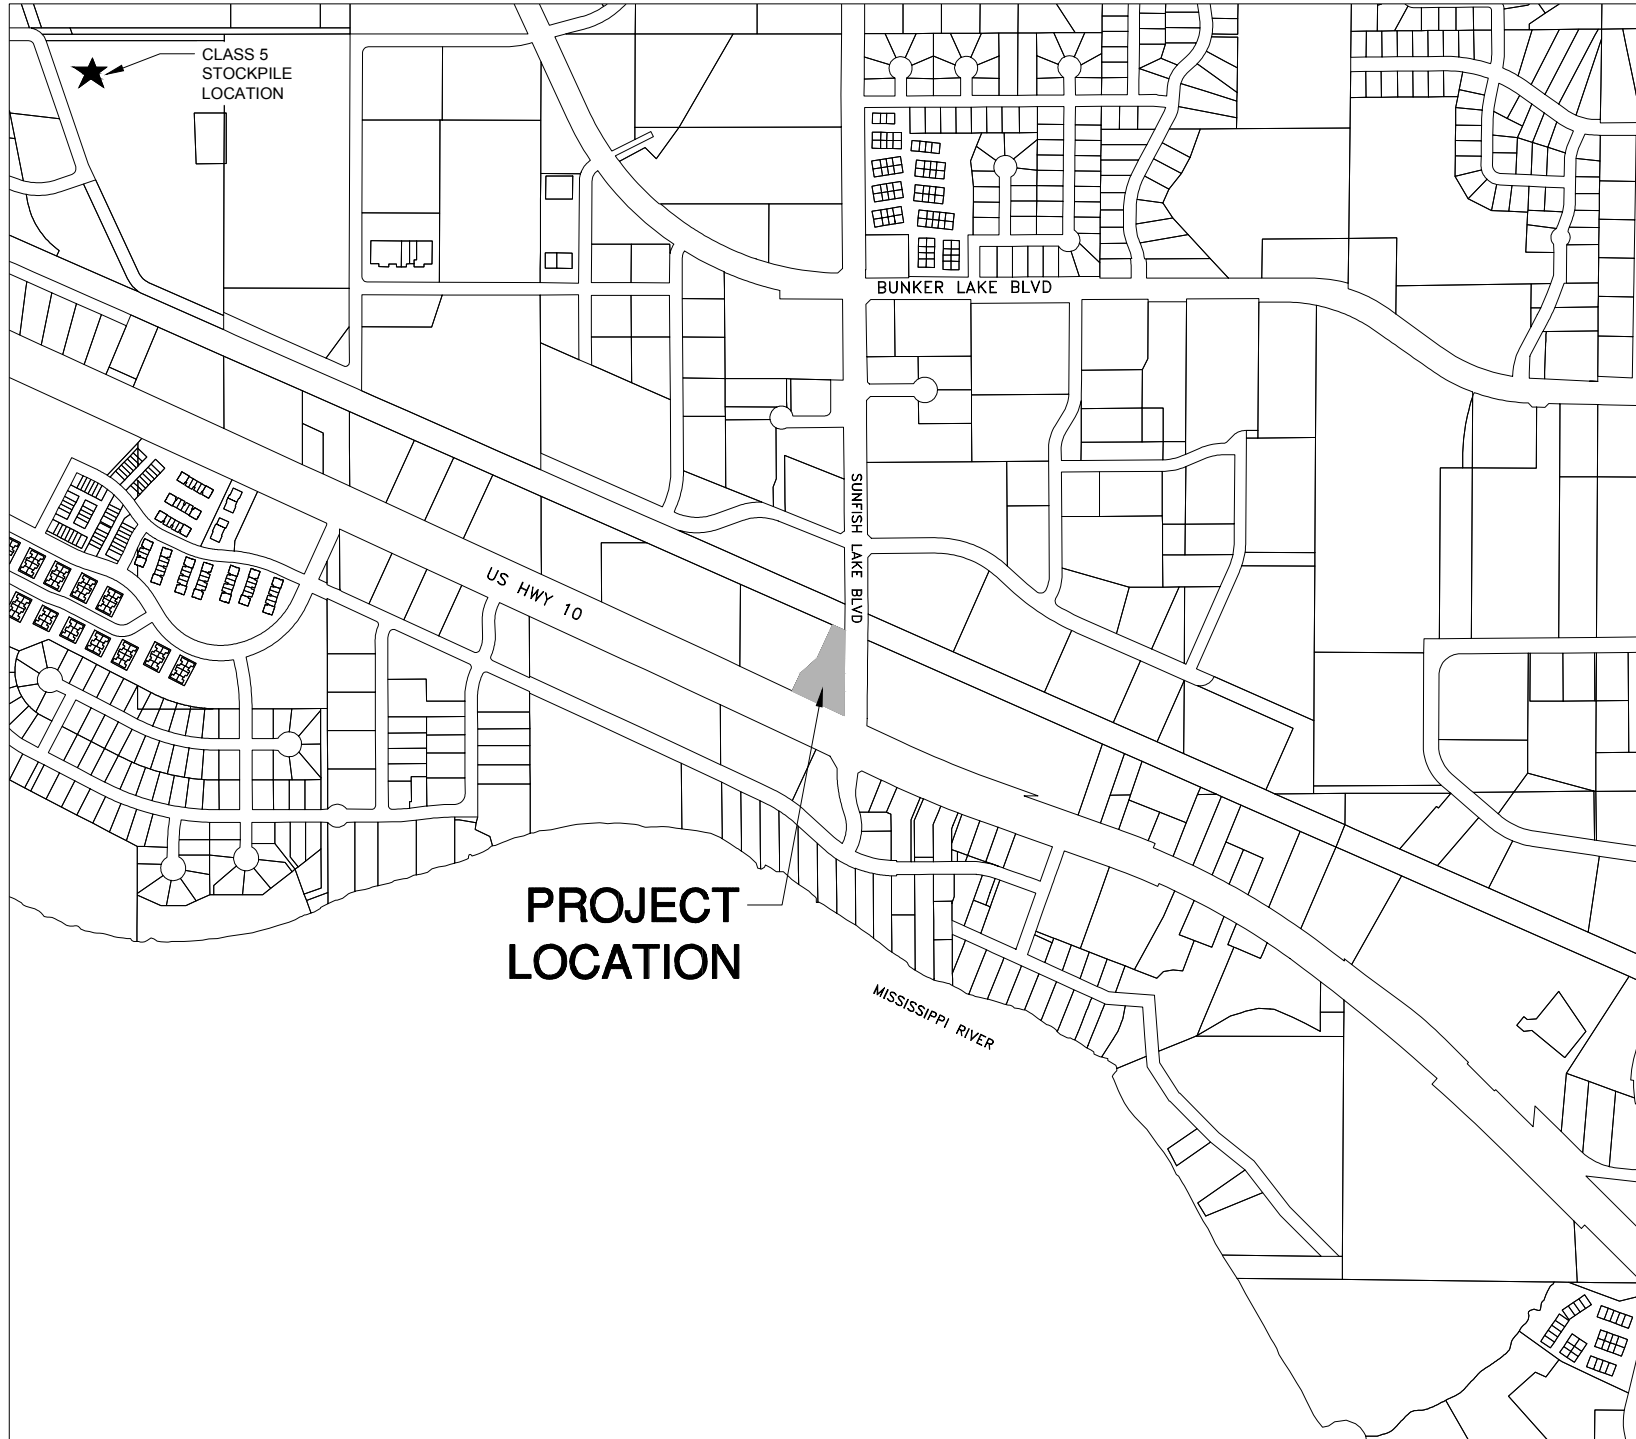 CLASS 5
STOCKPILE
LOCATION
BUNKER LAKE BLVD
SUNFISH LAKE BLVD
US HWY 10
PROJECT
LOCATION
MISSISSIPPI RIVER